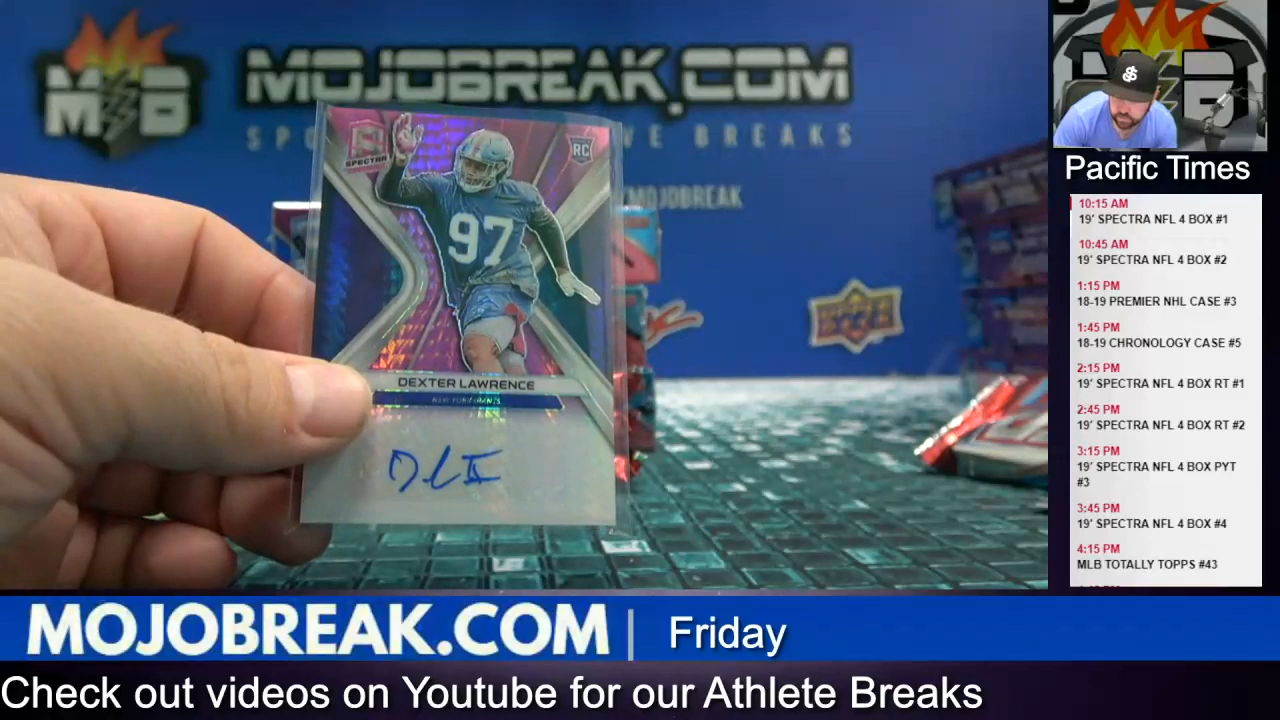 MB
MOJOBREAK.COM
SPO VE BREAKS
/MOJOBREAK
SPECTRA
RC
97
DEXTER LAWRENCE
NEW YORK GIANTS
Pacific Times
10:15 AM
19' SPECTRA NFL 4 BOX #1
10:45 AM
19' SPECTRA NFL 4 BOX #2
1:15 PM
18-19 PREMIER NHL CASE #3
1:45 PM
18-19 CHRONOLOGY CASE #5
2:15 PM
19' SPECTRA NFL 4 BOX RT #1
2:45 PM
19' SPECTRA NFL 4 BOX RT #2
3:15 PM
19' SPECTRA NFL 4 BOX PYT
#3
3:45 PM
19' SPECTRA NFL 4 BOX #4
4:15 PM
MLB TOTALLY TOPPS #43
MOJOBREAK.COM | Friday
Check out videos on Youtube for our Athlete Breaks